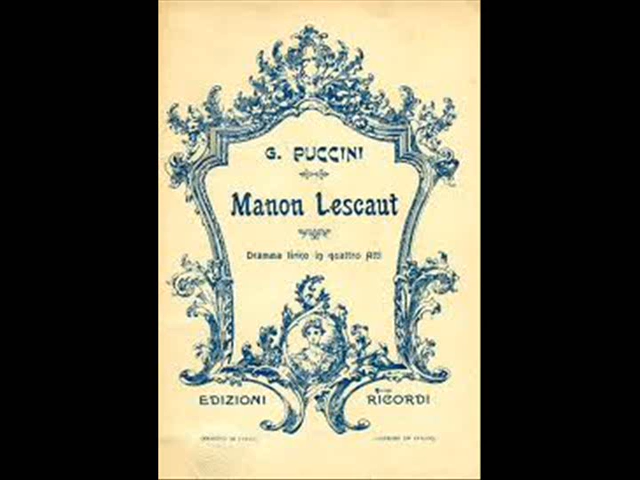 G. PUCCINI
Manon Lescaut
Dramma lirico in quattro Atti
EDIZIONI RICORDI